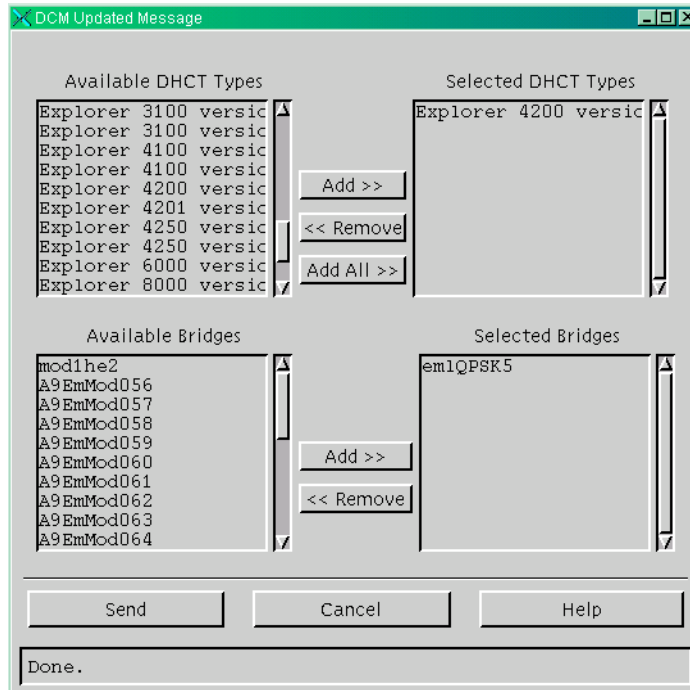 DCM Updated Message
Available DHCT Types
Explorer 3100 versic
Explorer 3100 versic
Explorer 4100 versic
Explorer 4100 versic
Explorer 4200 versic
Explorer 4201 versic
Explorer 4250 versic
Explorer 4250 versic
Explorer 6000 versic
Explorer 8000 versic
Add >>
<< Remove
Add All >>
Selected DHCT Types
Explorer 4200 versic
Available Bridges
mod1he2
A9EmMod056
A9EmMod057
A9EmMod058
A9EmMod059
A9EmMod060
A9EmMod061
A9EmMod062
A9EmMod063
A9EmMod064
Add >>
<< Remove
Selected Bridges
em1QPSK5
Send
Cancel
Help
Done.